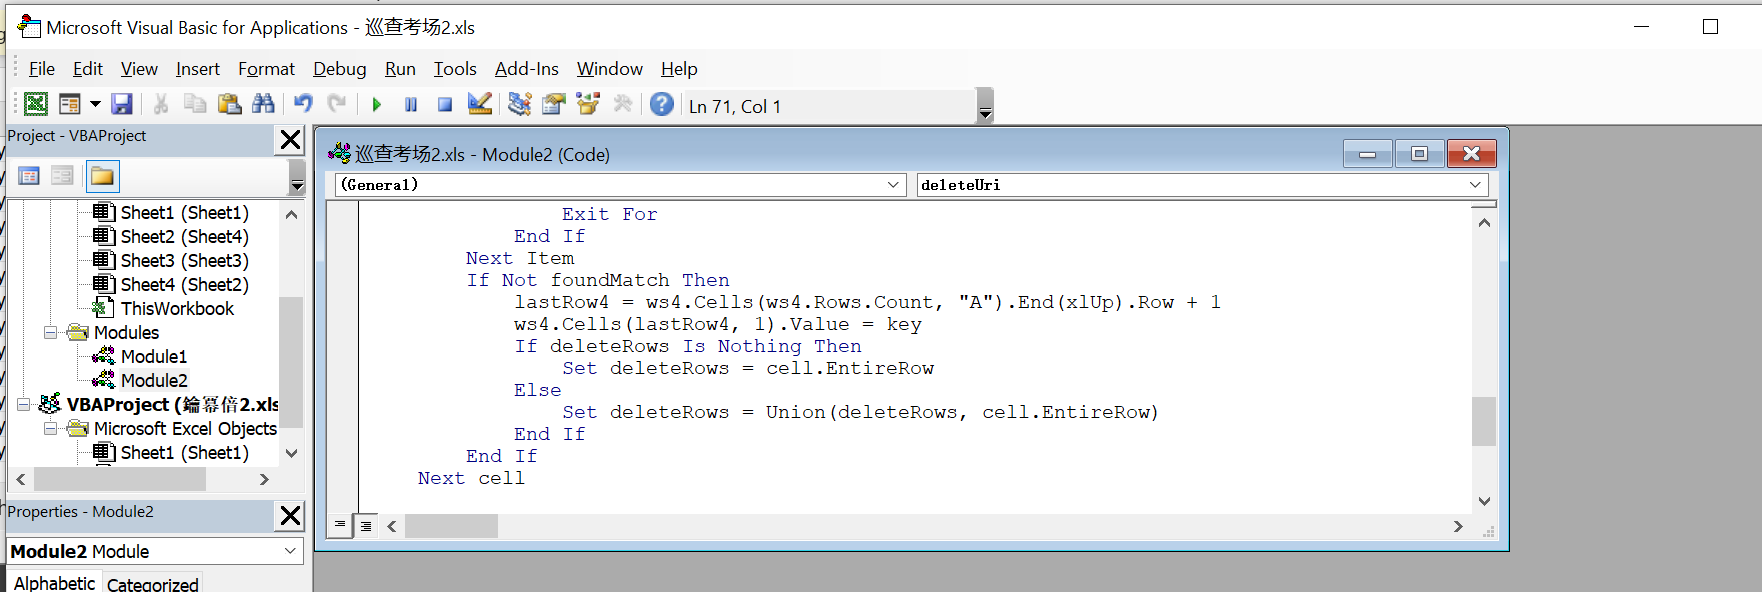 Microsoft Visual Basic for Applications - 巡查考场2.xls
File Edit View Insert Format Debug Run Tools Add-Ins Window Help
Ln 71, Col 1
Project - VBAProject
Sheet1 (Sheet1)
Sheet2 (Sheet4)
Sheet3 (Sheet3)
Sheet4 (Sheet2)
ThisWorkbook
Modules
Module1
Module2
VBAProject (錀幂倍2.xls
Microsoft Excel Objects
Sheet1 (Sheet1)
Properties - Module2
Module2 Module
Alphabetic Categorized
巡查考场2.xls - Module2 (Code)
(General) deleteUri
Exit For
End If
Next Item
If Not foundMatch Then
lastRow4 = ws4.Cells(ws4.Rows.Count, "A").End(xlUp).Row + 1
ws4.Cells(lastRow4, 1).Value = key
If deleteRows Is Nothing Then
Set deleteRows = cell.EntireRow
Else
Set deleteRows = Union(deleteRows, cell.EntireRow)
End If
End If
Next cell